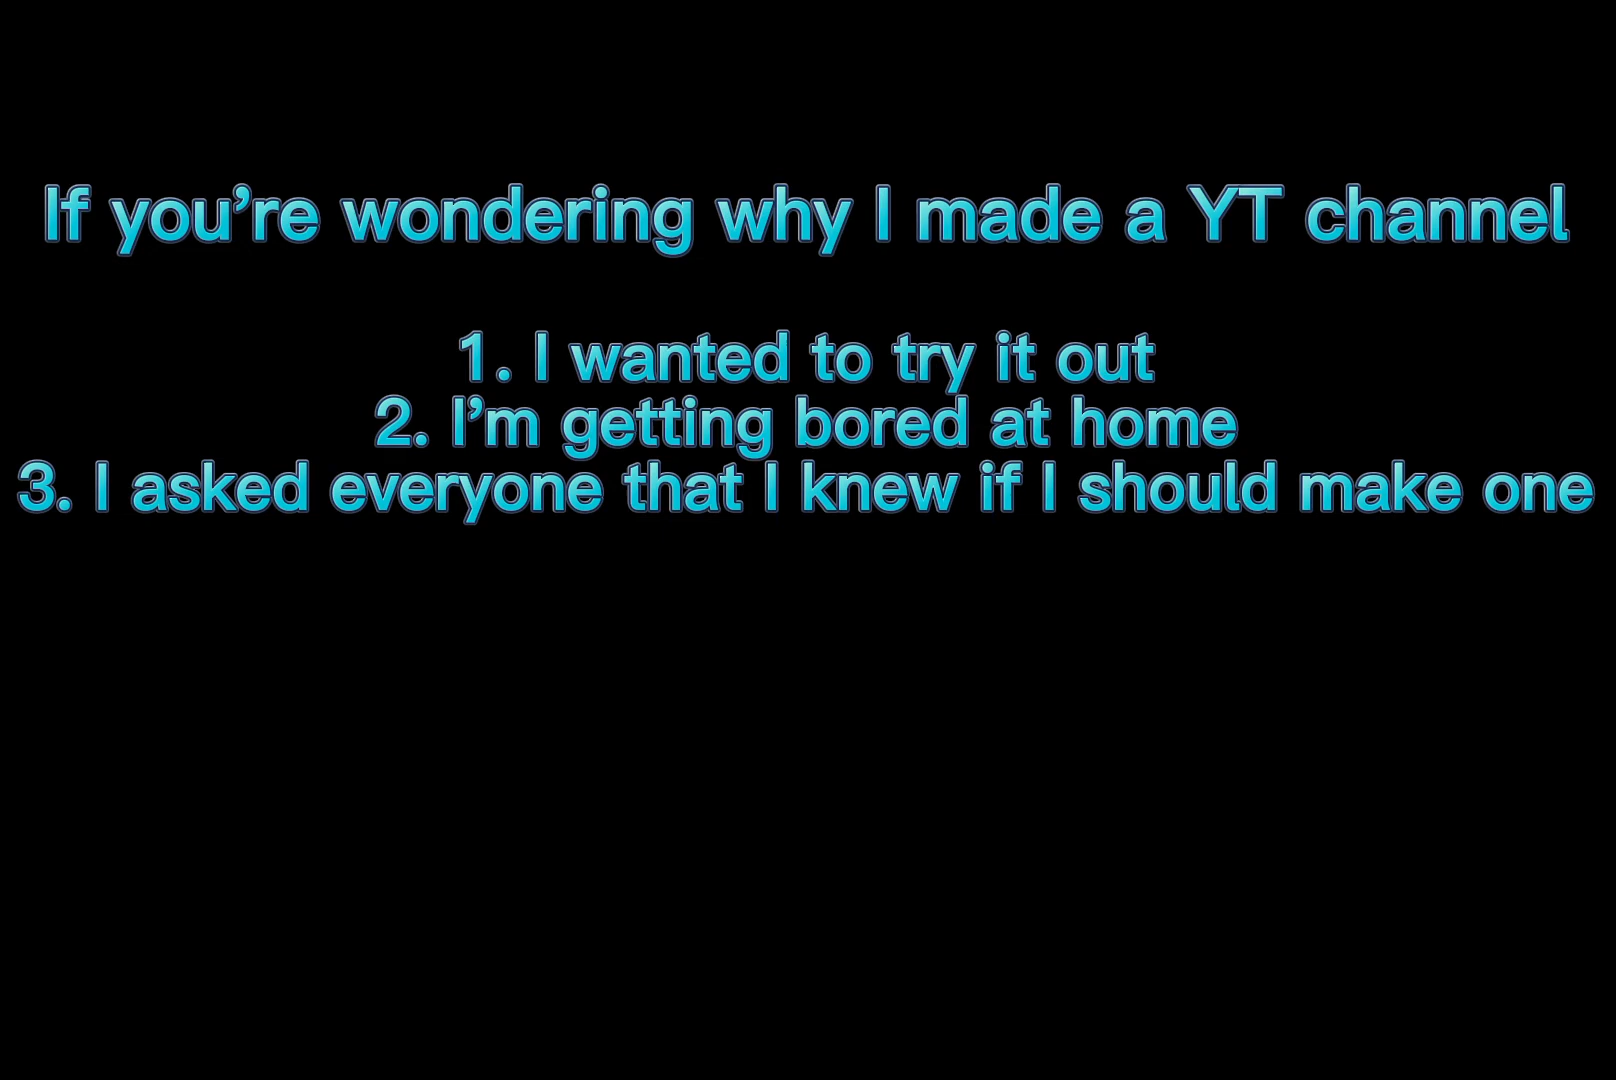 If you’re wondering why I made a YT channel
1. I wanted to try it out
2. I’m getting bored at home
3. I asked everyone that I knew if I should make one